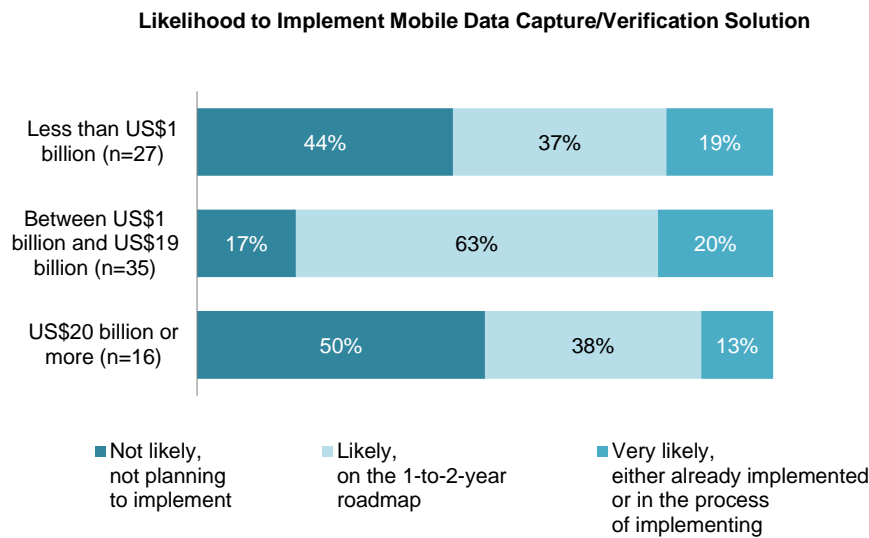 Likelihood to Implement Mobile Data Capture/Verification Solution
Less than US$1
billion (n=27)
44%
37%
19%
Between US$1
billion and US$19
billion (n=35)
17%
63%
20%
US$20 billion or
more (n=16)
50%
38%
13%
Not likely,
not planning
to implement
Likely,
on the 1-to-2-year
roadmap
Very likely,
either already implemented
or in the process
of implementing